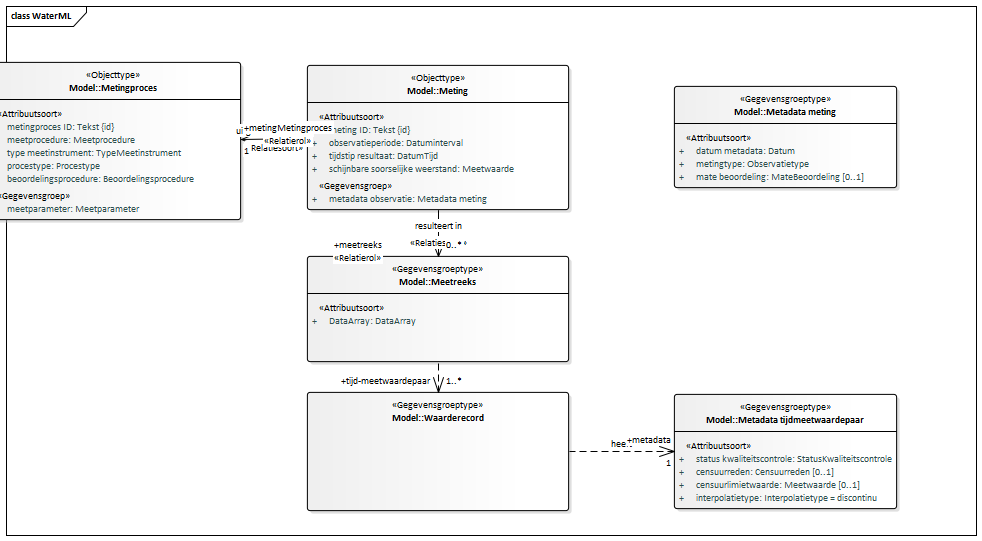 class WaterML
«Objecttype»
Model::Metingproces
«Attribuutsoort»
metingproces ID: Tekst {id}
meetprocedure: Meetprocedure
type meetinstrument: TypeMeetinstrument
procestype: Procestype
beoordelingsprocedure: Beoordelingsprocedure
«Gegevensgroep»
meetparameter: Meetparameter
+metingMetingproces
«Relatierol»
1
«Objecttype»
Model::Meting
«Attribuutsoort»
meting ID: Tekst {id}
+ observatieperiode: Datuminterval
+ tijdstip resultaat: DatumTijd
+ schijnbare soorselijke weerstand: Meetwaarde
«Gegevensgroep»
+ metadata observatie: Metadata meting
«Gegevensgroeptype»
Model::Metadata meting
«Attribuutsoort»
+ datum metadata: Datum
+ metingtype: Observatietype
+ mate beoordeling: MateBeoordeling [0..1]
resulteert in
+meetreeks
«Relaties
0..*
«Relatierol»
«Gegevensgroeptype»
Model::Meetreeks
«Attribuutsoort»
+ DataArray: DataArray
+tijd-meetwaardepaar 1..*
«Gegevensgroeptype»
Model::Waarderecord
hee
+metadata
1
«Gegevensgroeptype»
Model::Metadata tijdmeetwaardepaar
«Attribuutsoort»
+ status kwaliteitscontrole: StatusKwaliteitscontrole
+ censuurreden: Censuurreden [0..1]
+ censuurlimietwaarde: Meetwaarde [0..1]
+ interpolatietype: Interpolatietype = discontinu